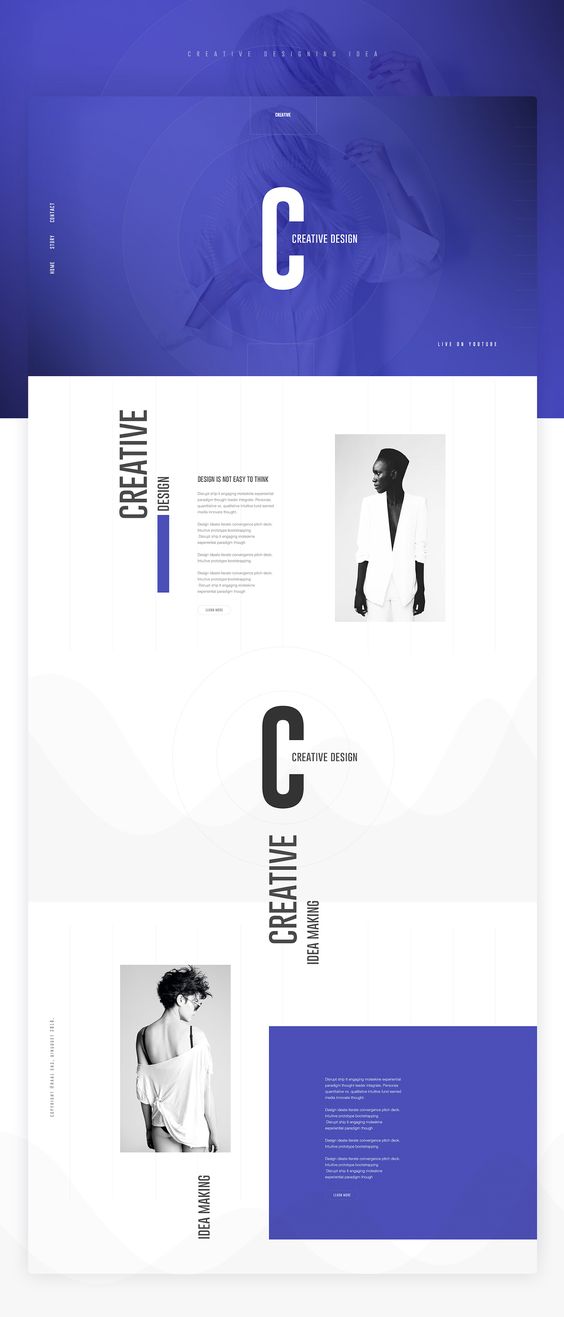 CREATIVE DESIGNING IDEA
CREATIVE
HOME STORY CONTACT
C
CREATIVE DESIGN
LIVE ON YOUTUBE
CREATIVE
DESIGN
DESIGN IS NOT EASY TO THINK
Disrupt ship it engaging moleskine experiential
paradigm thought leader integrate. Personas
quantitative vs. qualitative intuitive fund earned
media innovate thought.
Design ideate iterate convergence pitch deck.
Intuitive prototype bootstrapping
Disrupt ship it engaging moleskine
experiential paradigm though
Design ideate iterate convergence pitch deck.
Intuitive prototype bootstrapping.
Design ideate iterate convergence pitch deck.
Intuitive prototype bootstrapping
Disrupt ship it engaging moleskine
experiential paradigm though
LEARN MORE
C
CREATIVE DESIGN
CREATIVE
IDEA MAKING
IDEA MAKING
Disrupt ship it engaging moleskine experiential
paradigm thought leader integrate. Personas
quantitative vs. qualitative intuitive fund earned
media innovate thought.
Design ideate iterate convergence pitch deck.
Intuitive prototype bootstrapping
Disrupt ship it engaging moleskine
experiential paradigm though
Design ideate iterate convergence pitch deck.
Intuitive prototype bootstrapping
Design ideate iterate convergence pitch deck.
Intuitive prototype bootstrapping
Disrupt ship it engaging moleskine
experiential paradigm though
LEARN MORE